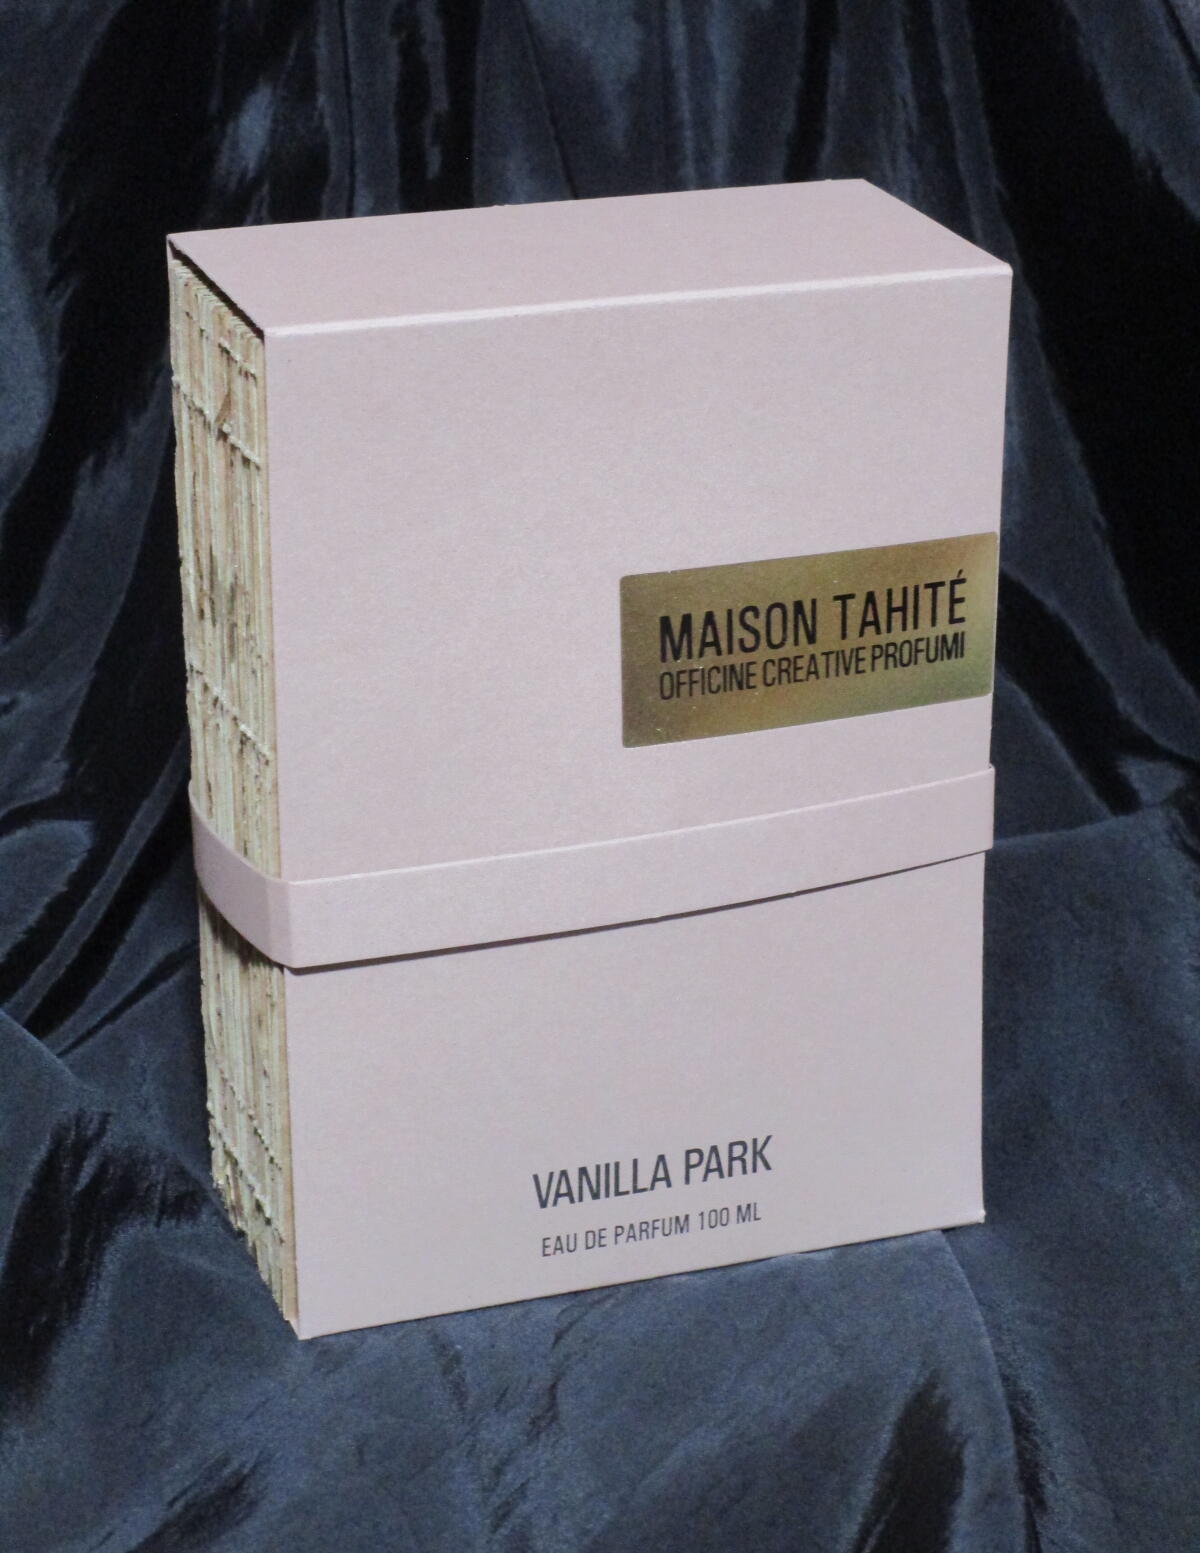 MAISON TAHITÉ
OFFICINE CREATIVE PROFUMI
VANILLA PARK
EAU DE PARFUM 100 ML